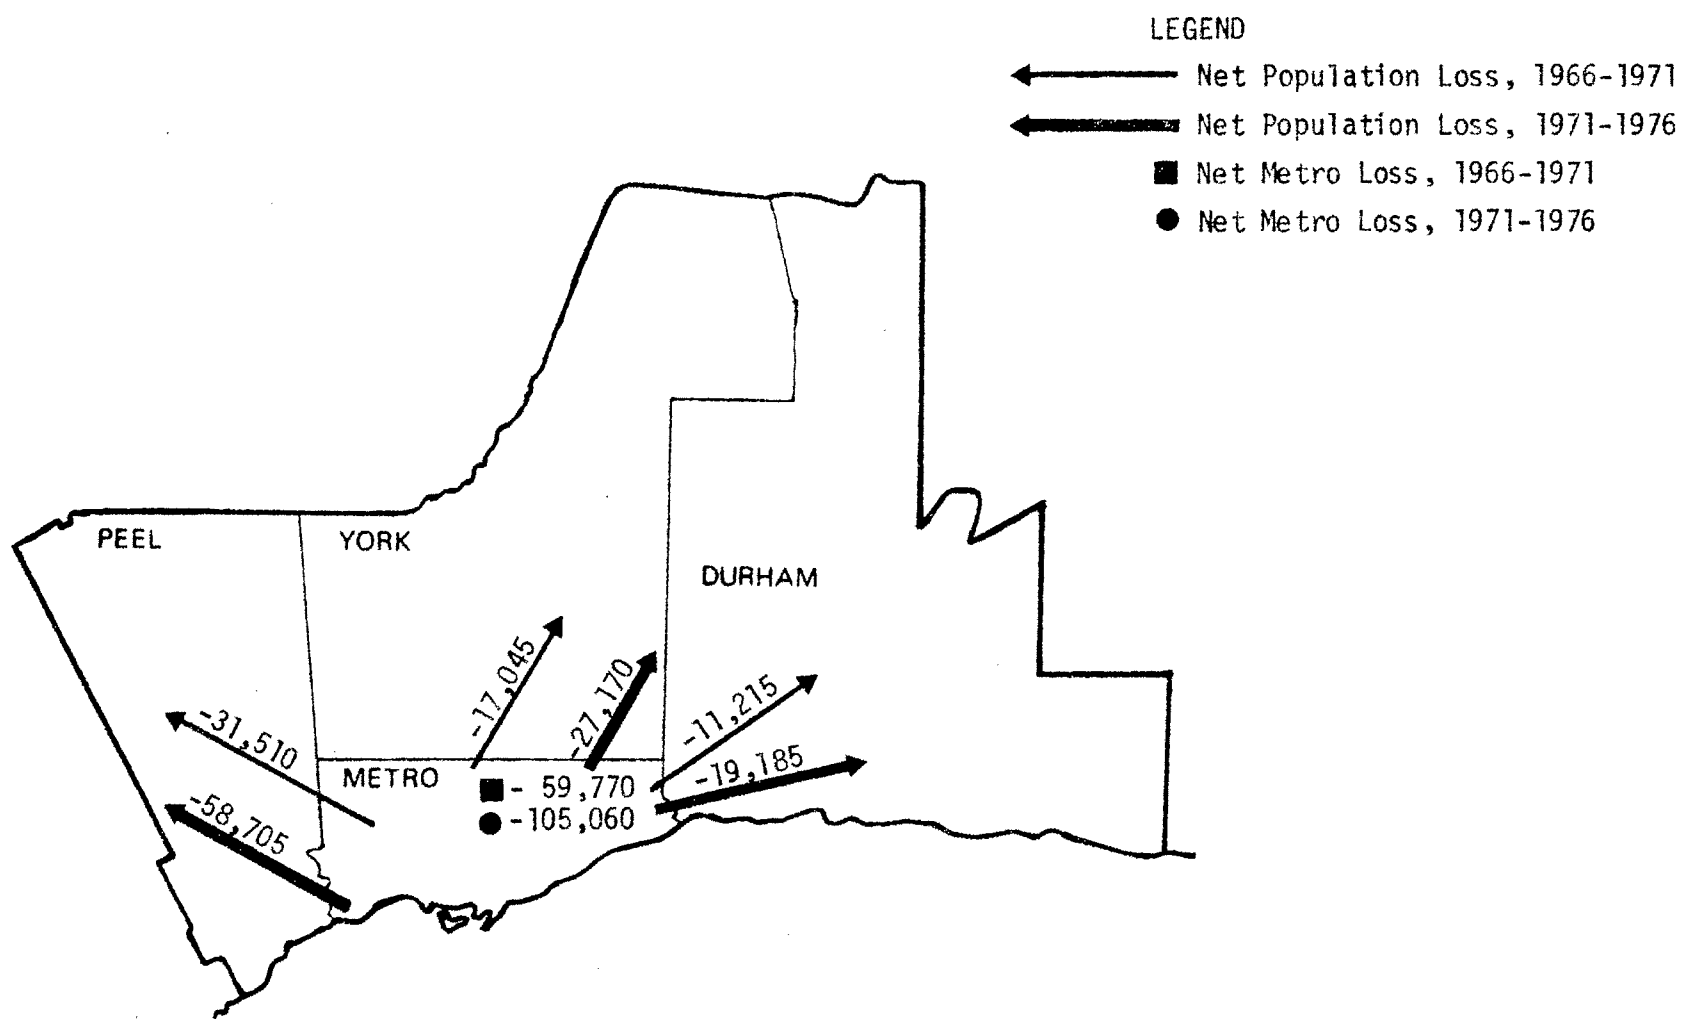 LEGEND
Net Population Loss, 1966-1971
Net Population Loss, 1971-1976
Net Metro Loss, 1966-1971
Net Metro Loss, 1971-1976
PEEL
YORK
DURHAM
-17,045
-27,170
-11,215
-31,510
-19,185
METRO
- 59,770
-105,060
-58,705